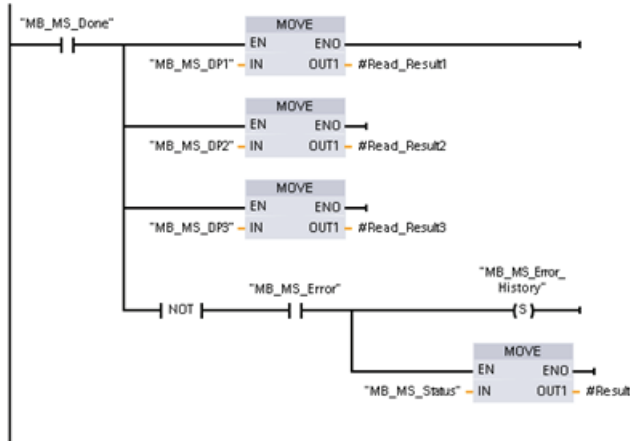 "MB_MS_Done"
MOVE
EN ENO
"MB_MS_DP1" IN OUT1 #Read_Result1
MOVE
EN ENO
"MB_MS_DP2" IN OUT1 #Read_Result2
MOVE
EN ENO
"MB_MS_DP3" IN OUT1 #Read_Result3
"MB_MS_Error_
History"
"MB_MS_Error"
NOT
S
MOVE
EN ENO
"MB_MS_Status" IN OUT1 #Result